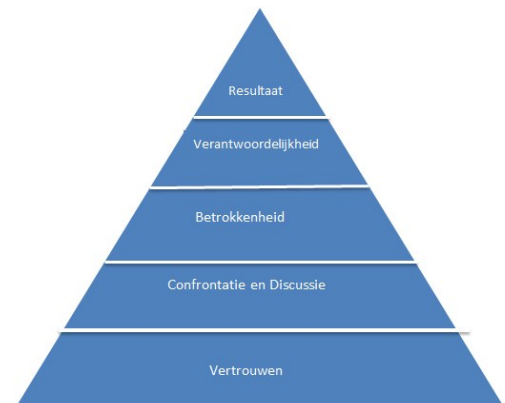 Resultaat
Verantwoordelijkheid
Betrokkenheid
Confrontatie en Discussie
Vertrouwen